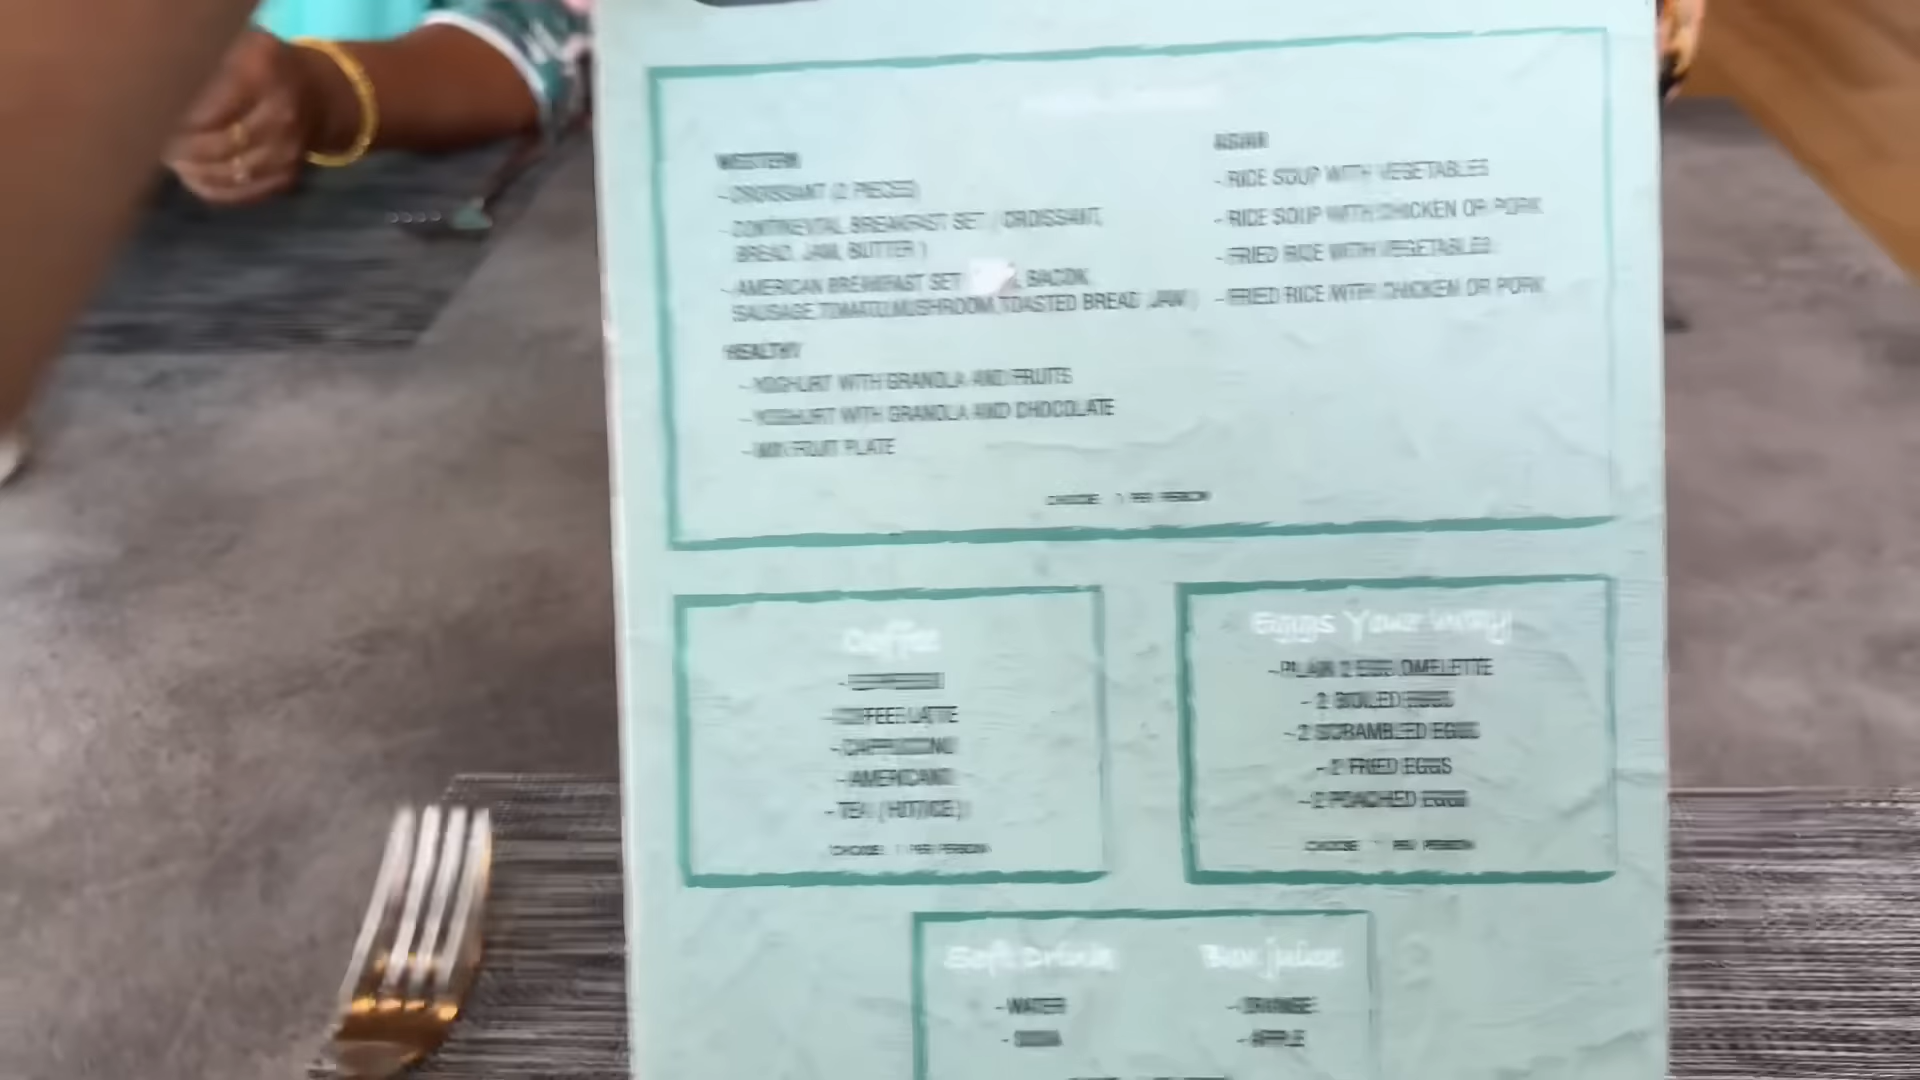 WESTERN
- CROISSANT (2 PIECES)
- CONTINENTAL BREAKFAST SET ( CROISSANT,
BREAD, JAM, BUTTER )
- AMERICAN BREAKFAST SET BACON,
SAUSAGE,TOMATO,MUSHROOM,TOASTED BREAD ,JAM )
HEALTHY
- YOGHURT WITH GRANOLA AND FRUITS
- YOGHURT WITH GRANOLA AND CHOCOLATE
- FRUIT PLATE
ASIAN
- RICE SOUP WITH VEGETABLES
- RICE SOUP WITH CHICKEN OR PORK
- FRIED RICE WITH VEGETABLES
- FRIED RICE WITH CHICKEN OR PORK
CHOOSE 1 PER PERSON
Coffee
- ESPRESSO
- COFFEE LATTE
- CAPPUCCINO
- AMERICANO
- TEA ( HOT/ICE )
CHOOSE 1 PER PERSON
Eggs Your Way
- PLAIN 2 EGG OMELETTE
- 2 BOILED EGGS
- 2 SCRAMBLED EGGS
- 2 FRIED EGGS
- 2 POACHED EGGS
CHOOSE 1 PER PERSON
Soft Drink
- WATER
- SODA
Box juice
- ORANGE
- APPLE